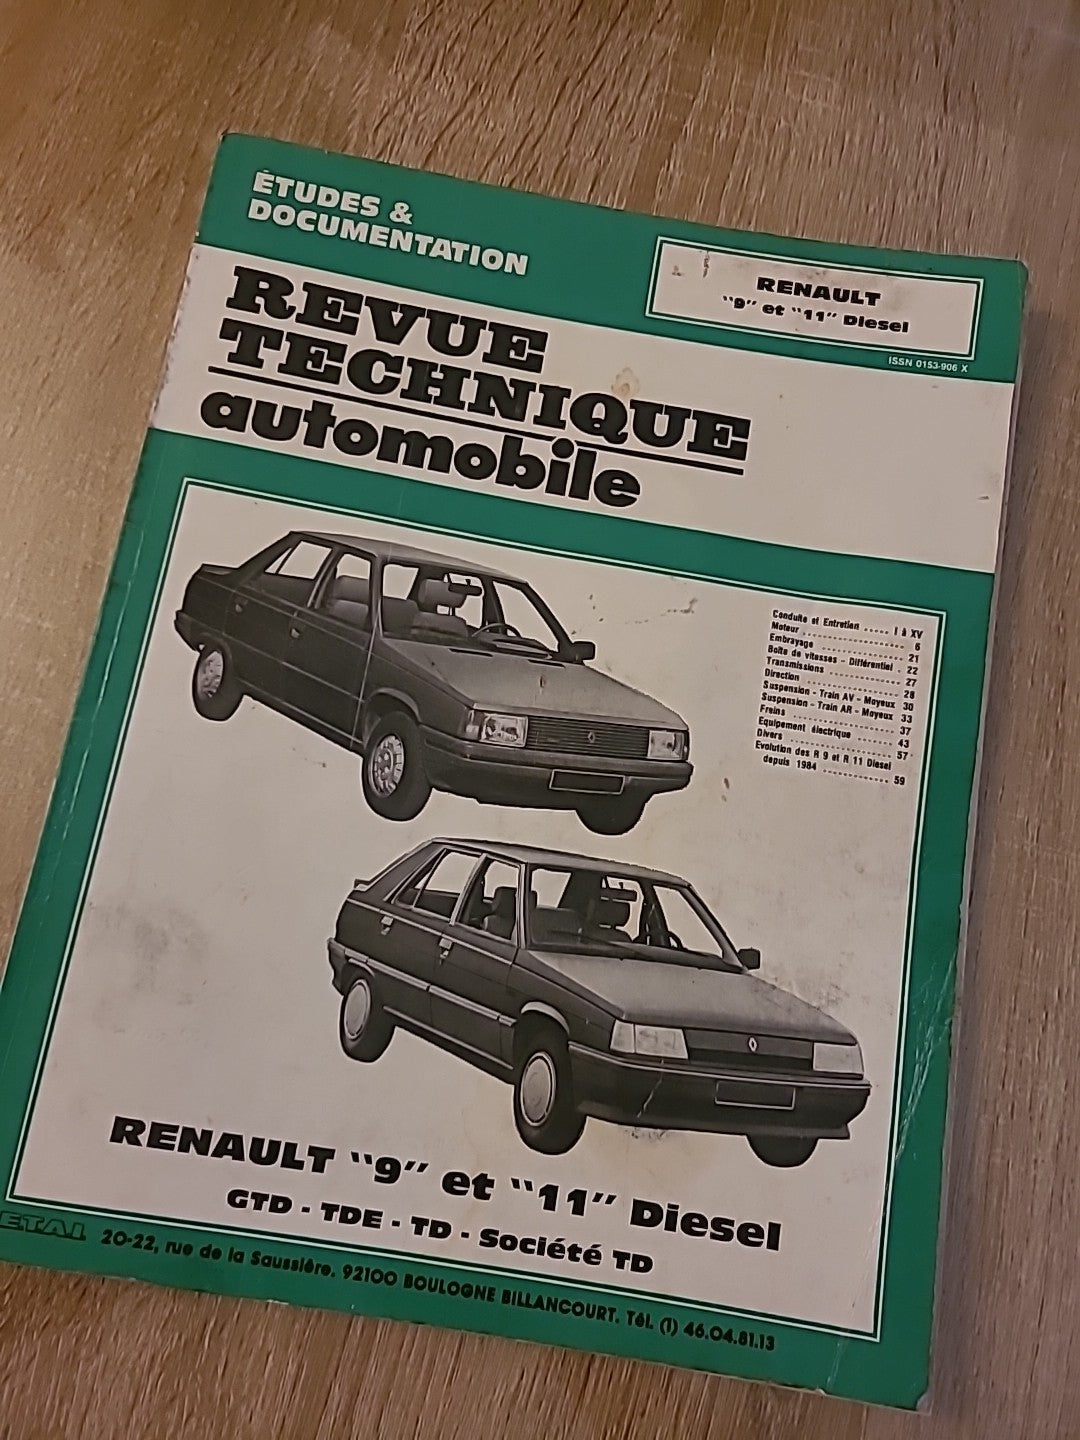 ÉTUDES &
DOCUMENTATION
RENAULT
"9" et "11" Diesel
ISSN 0153-906 X
REVUE
TECHNIQUE
automobile
Conduite et Entretien ..... I à XV
Moteur .................... 6
Embrayage ................. 21
Boîte de vitesses - Différentiel . 22
Transmissions ............. 27
Direction ................. 28
Suspension - Train AV - Moyeux 30
Suspension - Train AR - Moyeux 33
Freins .................... 37
Equipement électrique ....... 43
Divers .................... 57
Evolution des R 9 et R 11 Diesel
depuis 1984 ............... 59
RENAULT "9" et "11" Diesel
GTD - TDE - TD - Société TD
20-22, rue de la Saussière. 92100 BOULOGNE BILLANCOURT. Tél. (1) 46.04.81.13